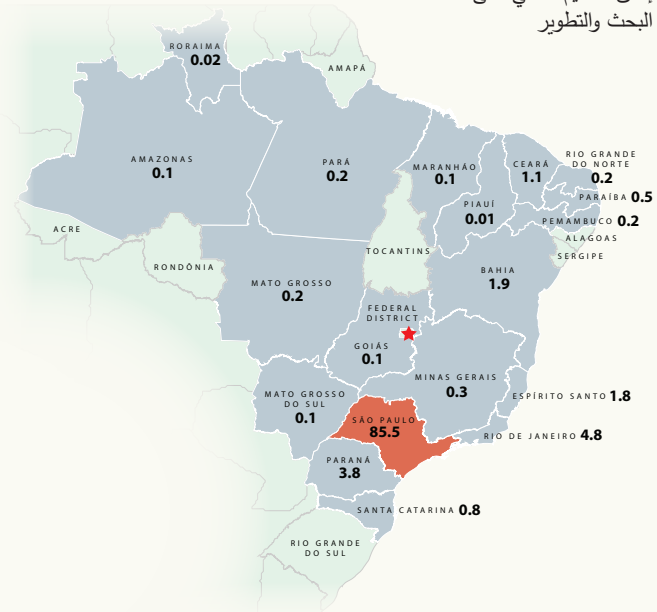 البحث والتطوير
RORAIMA
0.02
AMAPÁ
AMAZONAS
0.1
PARÁ
0.2
MARANHÃO
0.1
CEARÁ
1.1
RIO GRANDE
DO NORTE
0.2
PIAUÍ
0.01
PARAÍBA 0.5
PEMAMBUCO 0.2
ALAGOAS
SERGIPE
ACRE
RONDÔNIA
TOCANTINS
MATO GROSSO
0.2
BAHIA
1.9
FEDERAL
DISTRICT
GOIÁS
0.1
MINAS GERAIS
0.3
ESPÍRITO SANTO 1.8
MATO GROSSO
DO SUL
0.1
SÃO PAULO
85.5
RIO DE JANEIRO 4.8
PARANÁ
3.8
SANTA CATARINA 0.8
RIO GRANDE
DO SUL